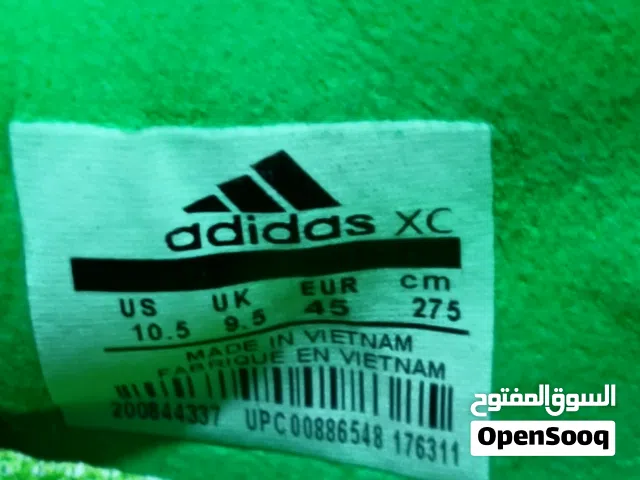 adidas XC
US UK EUR cm
10.5 9.5 45 275
MADE IN VIETNAM
FABRIQUE EN VIETNAM
200844337 UPC00886548 176311
السوق المفتوح
OpenSooq